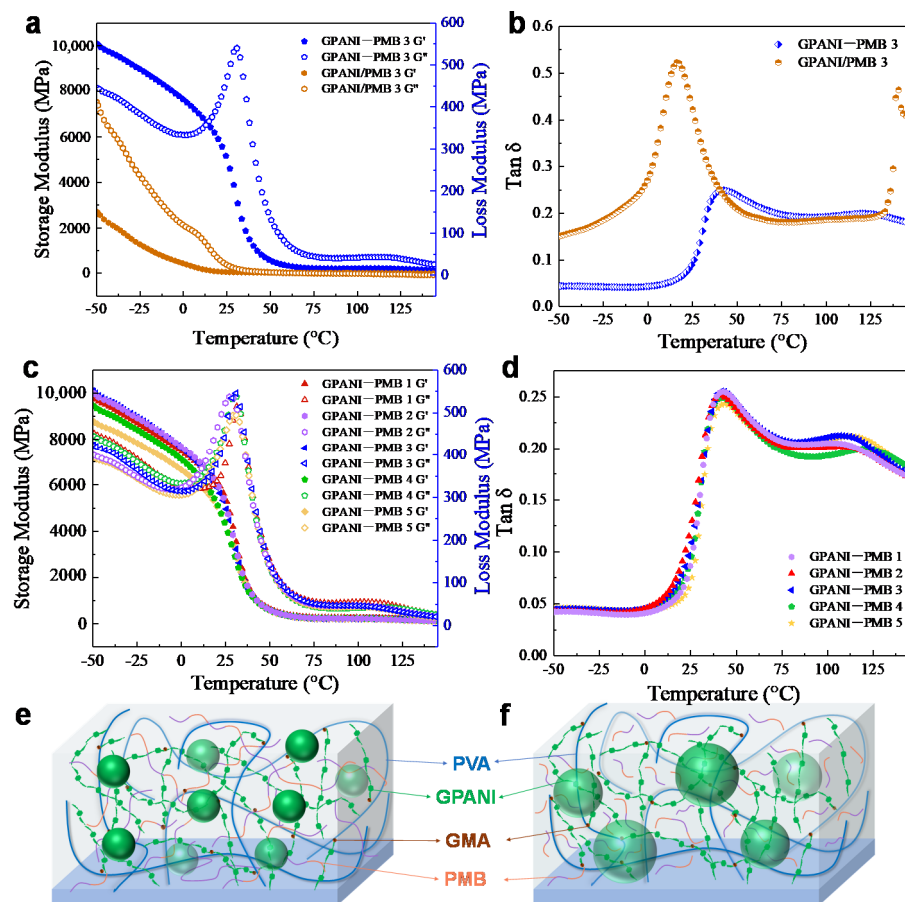 a
10,000
8000
6000
4000
2000
0
Storage Modulus (MPa)
600
500
400
300
200
100
0
Loss Modulus (MPa)
GPANI—PMB 3 G'
GPANI—PMB 3 G"
GPANI/PMB 3 G'
GPANI/PMB 3 G"
-50 -25 0 25 50 75 100 125
Temperature (°C)
b
0.6
0.5
0.4
0.3
0.2
0.1
0.0
Tan δ
GPANI—PMB 3
GPANI/PMB 3
-50 -25 0 25 50 75 100 125
Temperature (°C)
c
10,000
8000
6000
4000
2000
0
Storage Modulus (MPa)
600
500
400
300
200
100
0
Loss Modulus (MPa)
GPANI—PMB 1 G'
GPANI—PMB 1 G"
GPANI—PMB 2 G'
GPANI—PMB 2 G"
GPANI—PMB 3 G'
GPANI—PMB 3 G"
GPANI—PMB 4 G'
GPANI—PMB 4 G"
GPANI—PMB 5 G'
GPANI—PMB 5 G"
-50 -25 0 25 50 75 100 125
Temperature (°C)
d
0.25
0.20
0.15
0.10
0.05
0.00
Tan δ
GPANI—PMB 1
GPANI—PMB 2
GPANI—PMB 3
GPANI—PMB 4
GPANI—PMB 5
-50 -25 0 25 50 75 100 125
Temperature (°C)
e
f
PVA
GPANI
GMA
PMB